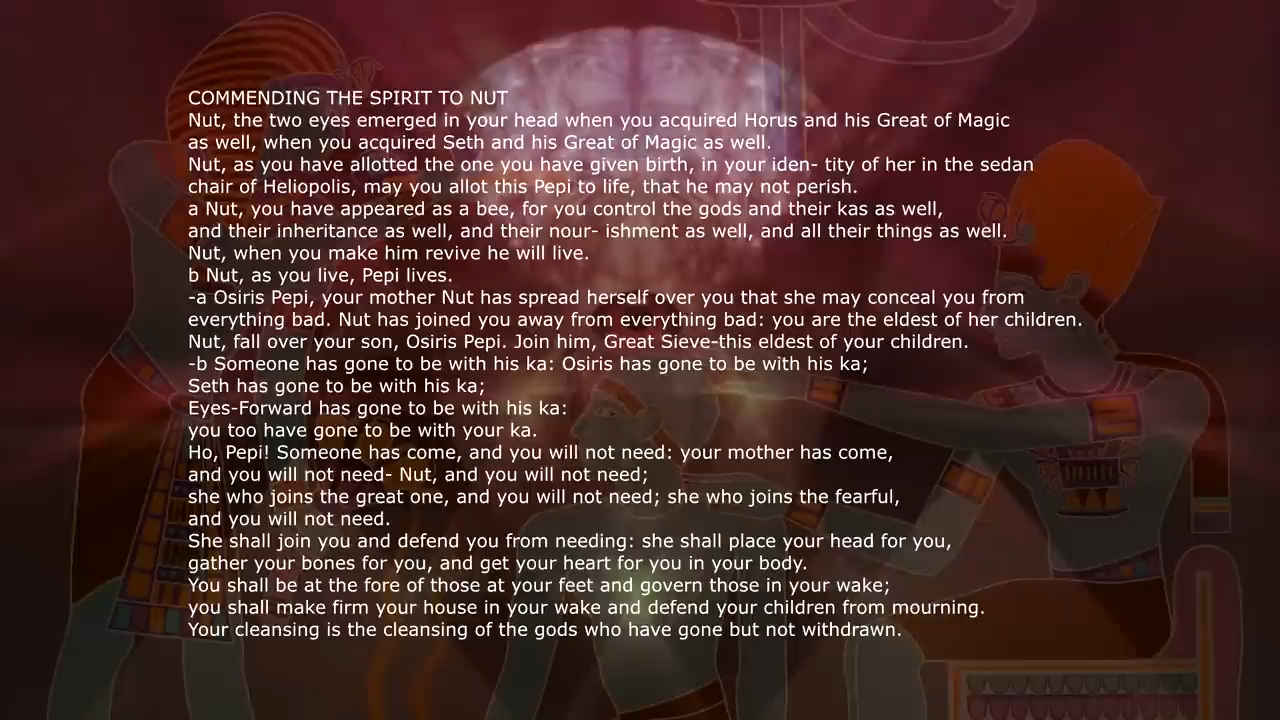 COMMENDING THE SPIRIT TO NUT
Nut, the two eyes emerged in your head when you acquired Horus and his Great of Magic
as well, when you acquired Seth and his Great of Magic as well.
Nut, as you have allotted the one you have given birth, in your iden- tity of her in the sedan
chair of Heliopolis, may you allot this Pepi to life, that he may not perish.
a Nut, you have appeared as a bee, for you control the gods and their kas as well,
and their inheritance as well, and their nour- ishment as well, and all their things as well.
Nut, when you make him revive he will live.
b Nut, as you live, Pepi lives.
-a Osiris Pepi, your mother Nut has spread herself over you that she may conceal you from
everything bad. Nut has joined you away from everything bad: you are the eldest of her children.
Nut, fall over your son, Osiris Pepi. Join him, Great Sieve-this eldest of your children.
-b Someone has gone to be with his ka: Osiris has gone to be with his ka;
Seth has gone to be with his ka;
Eyes-Forward has gone to be with his ka:
you too have gone to be with your ka.
Ho, Pepi! Someone has come, and you will not need: your mother has come,
and you will not need- Nut, and you will not need;
she who joins the great one, and you will not need; she who joins the fearful,
and you will not need.
She shall join you and defend you from needing: she shall place your head for you,
gather your bones for you, and get your heart for you in your body.
You shall be at the fore of those at your feet and govern those in your wake;
you shall make firm your house in your wake and defend your children from mourning.
Your cleansing is the cleansing of the gods who have gone but not withdrawn.